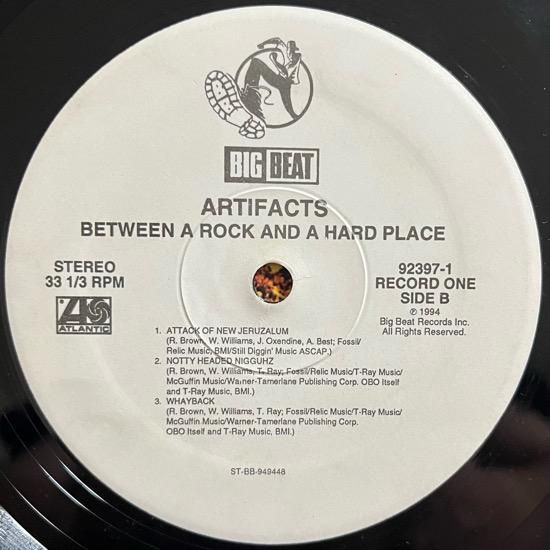 BIG BEAT
ARTIFACTS
BETWEEN A ROCK AND A HARD PLACE
STEREO
33 1/3 RPM
ATLANTIC
92397-1
RECORD ONE
SIDE B
℗ 1994
Big Beat Records Inc.
All Rights Reserved.
1. ATTACK OF NEW JERUZALUM
(R. Brown, W. Williams, J. Oxendine, A. Best; Fossil/
Relic Music, BMI/Still Diggin' Music ASCAP.)
2. NOTTY HEADED NIGGUHZ
(R. Brown, W. Williams, T. Ray; Fossil/Relic Music/T-Ray Music/
McGuffin Music/Warner-Tamerlane Publishing Corp. OBO Itself
and T-Ray Music, BMI.)
3. WHAYBACK
(R. Brown, W. Williams, T. Ray; Fossil/Relic Music/T-Ray Music/
McGuffin Music/Warner-Tamerlane Publishing Corp.
OBO Itself and T-Ray Music, BMI.)
ST-BB-949448